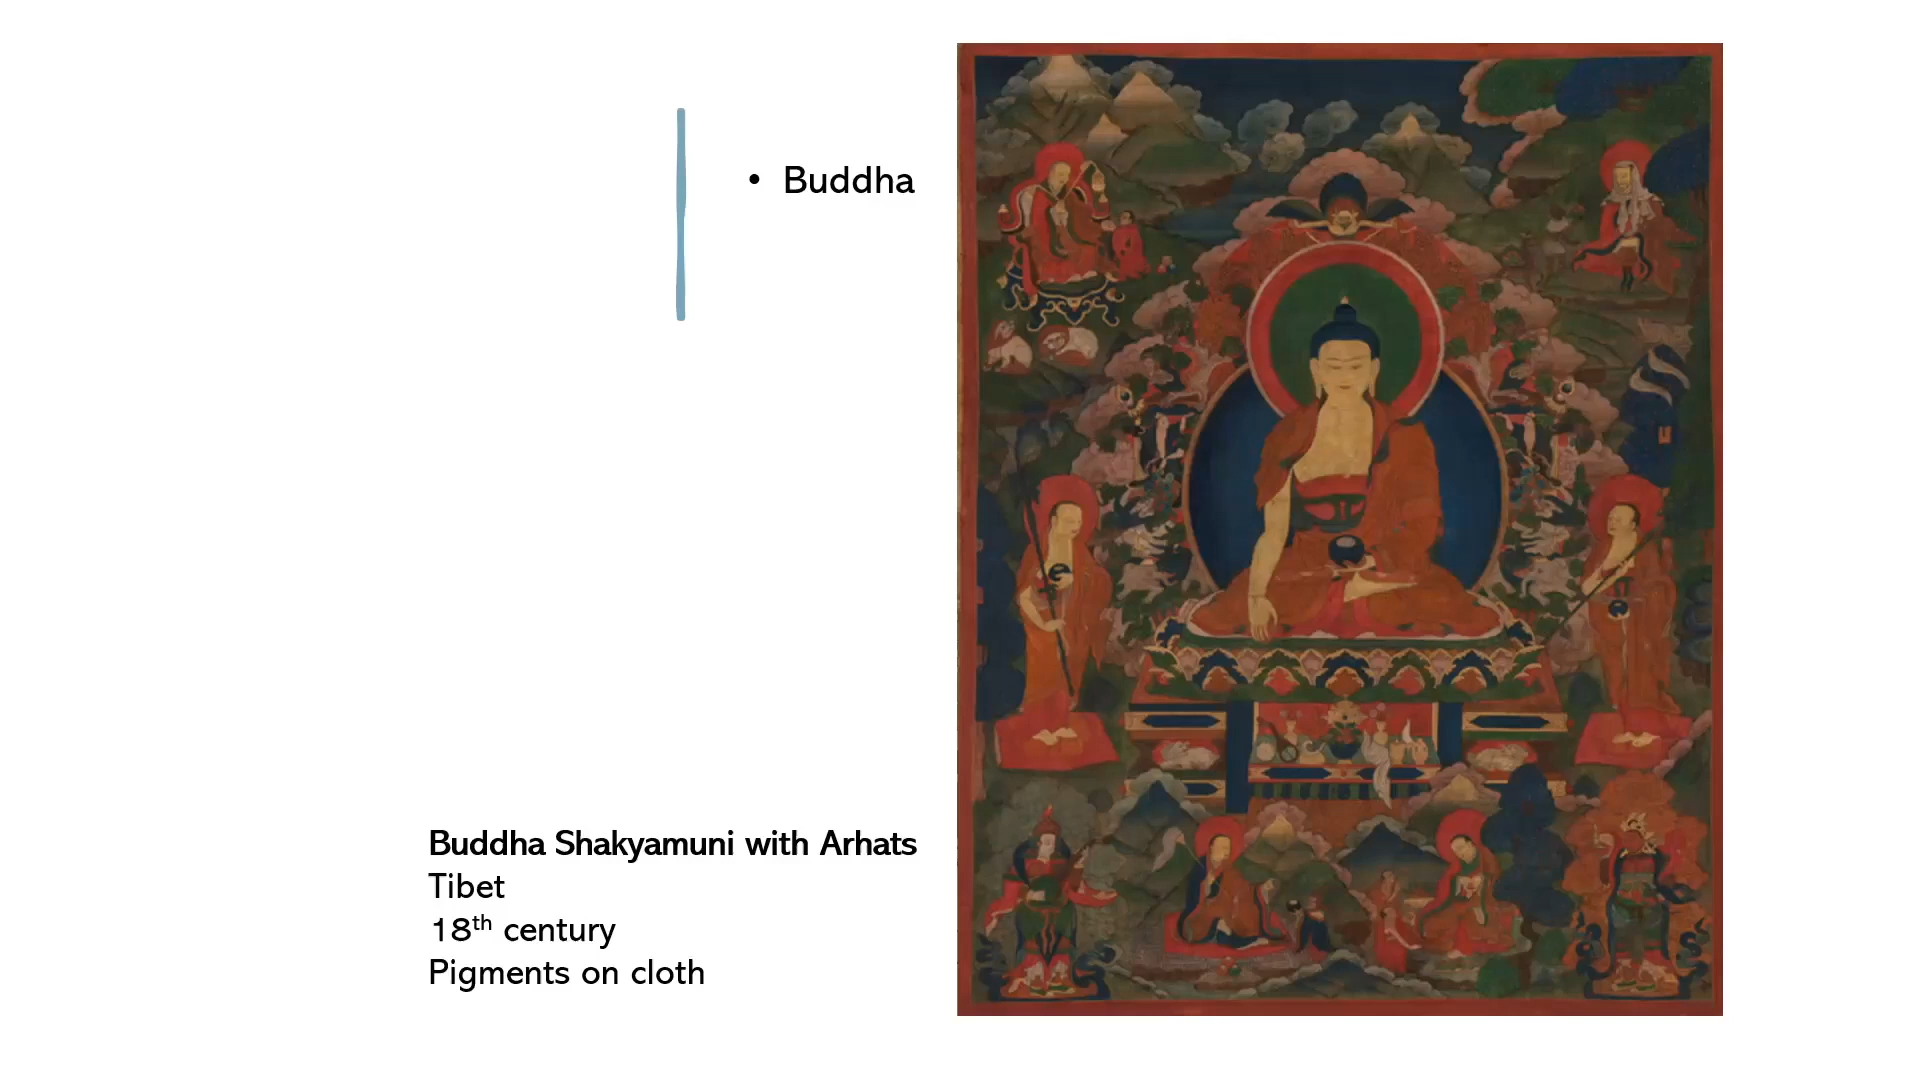 • Buddha
Buddha Shakyamuni with Arhats
Tibet
18th century
Pigments on cloth